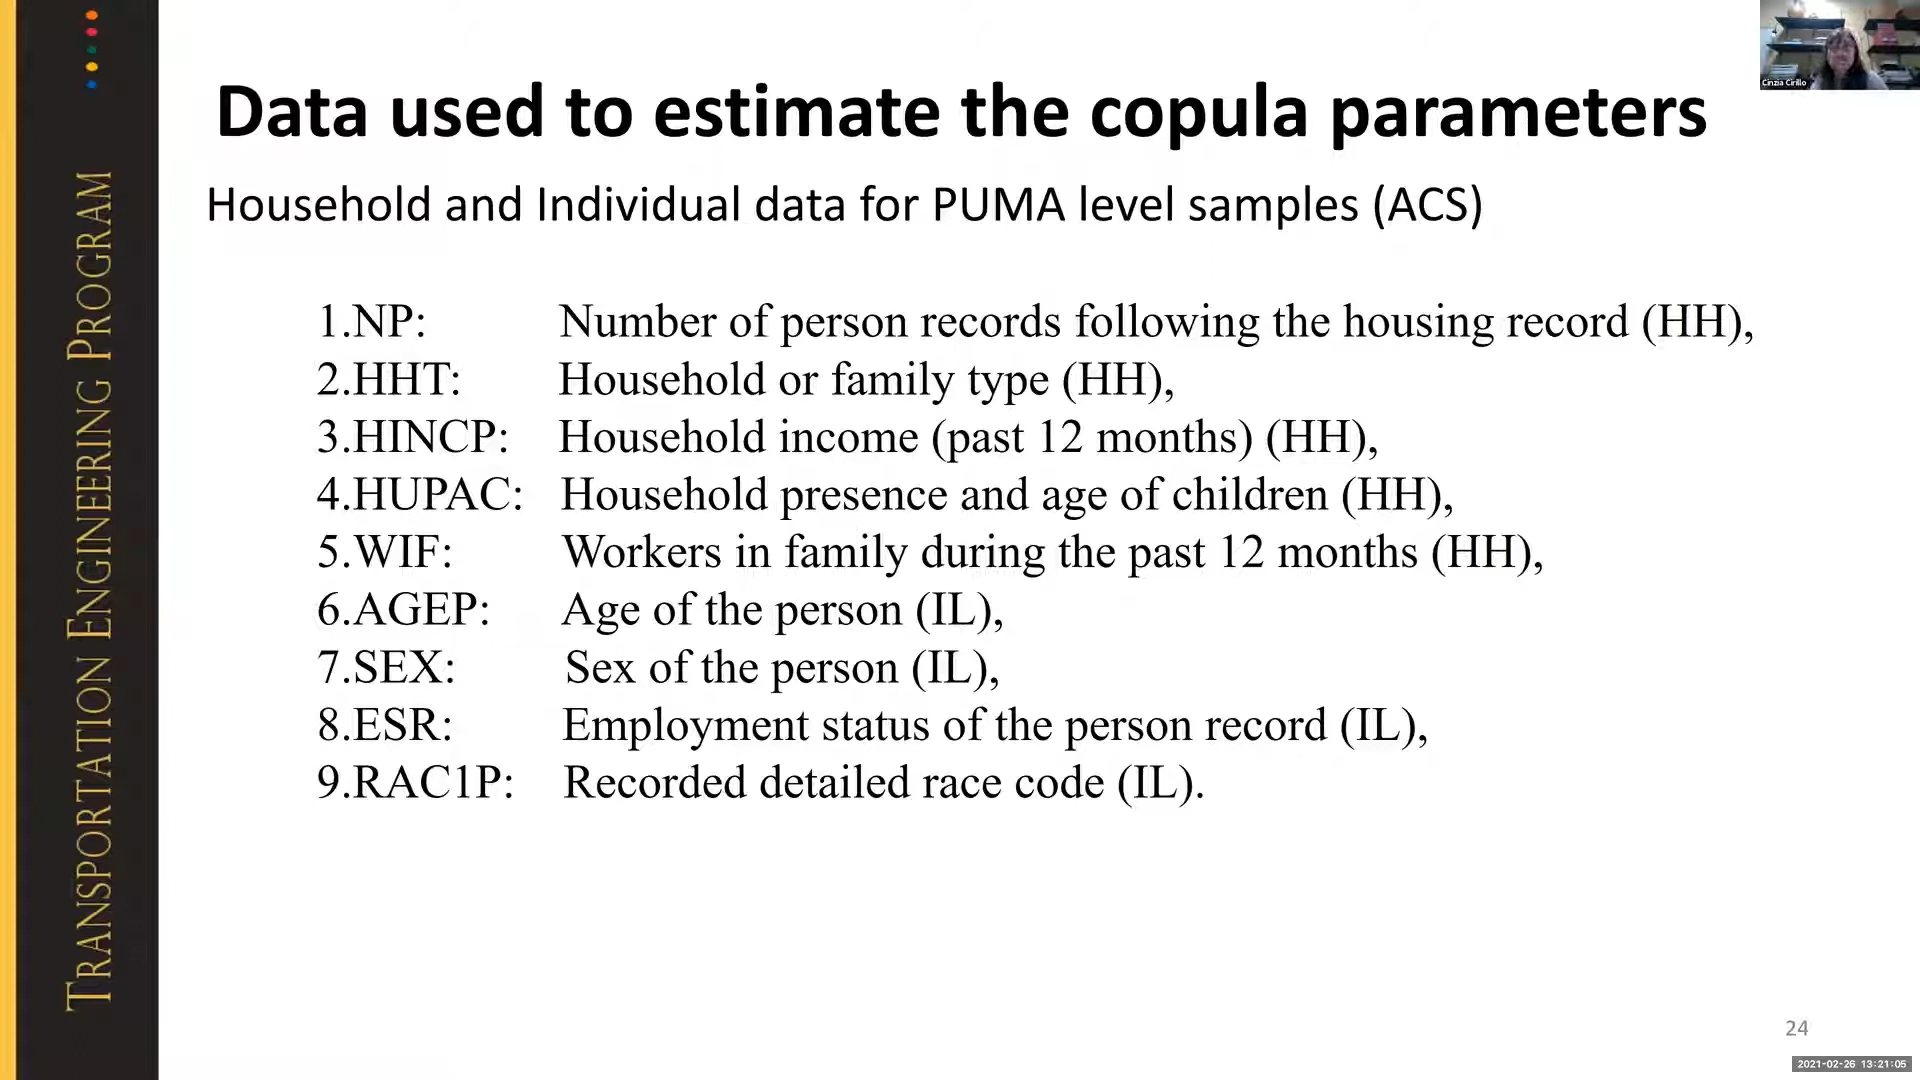 TRANSPORTATION ENGINEERING PROGRAM
Data used to estimate the copula parameters
Household and Individual data for PUMA level samples (ACS)
1.NP: Number of person records following the housing record (HH),
2.HHT: Household or family type (HH),
3.HINCP: Household income (past 12 months) (HH),
4.HUPAC: Household presence and age of children (HH),
5.WIF: Workers in family during the past 12 months (HH),
6.AGEP: Age of the person (IL),
7.SEX: Sex of the person (IL),
8.ESR: Employment status of the person record (IL),
9.RAC1P: Recorded detailed race code (IL).
Cinzia Cirillo
24
2021-02-26 13:21:05